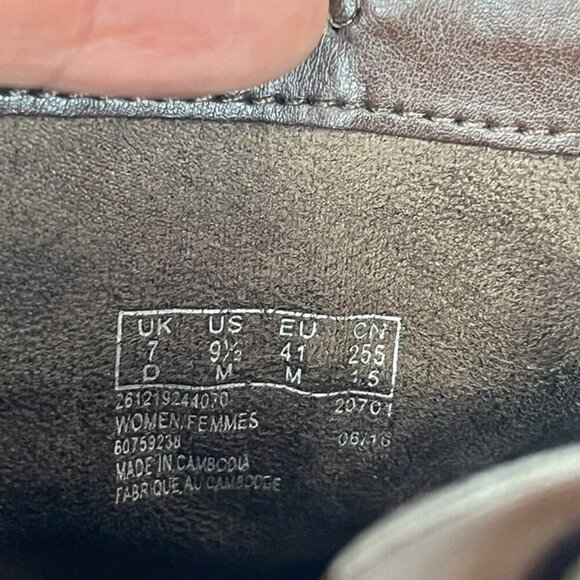 UK US EU CN
7 9½ 41 255
D M M 1.5
261219244070 20701
WOMEN/FEMMES
60759238 06/16
MADE IN CAMBODIA
FABRIQUE AU CAMBODGE